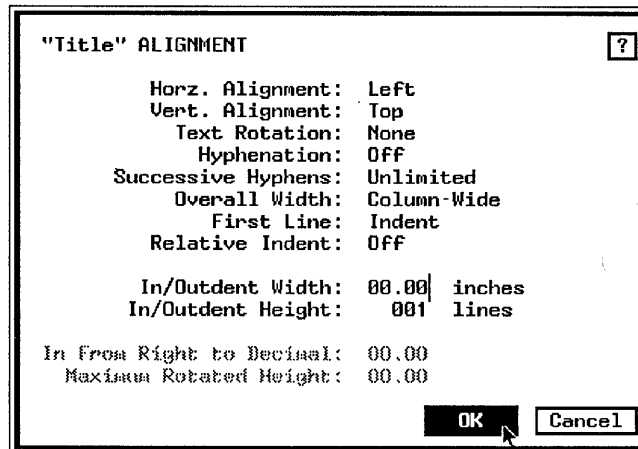 "Title" ALIGNMENT ?
Horz. Alignment: Left
Vert. Alignment: Top
Text Rotation: None
Hyphenation: Off
Successive Hyphens: Unlimited
Overall Width: Column-Wide
First Line: Indent
Relative Indent: Off
In/Outdent Width: 00.00 inches
In/Outdent Height: 001 lines
In From Right to Decimal: 00.00
Maximum Rotated Height: 00.00
OK Cancel